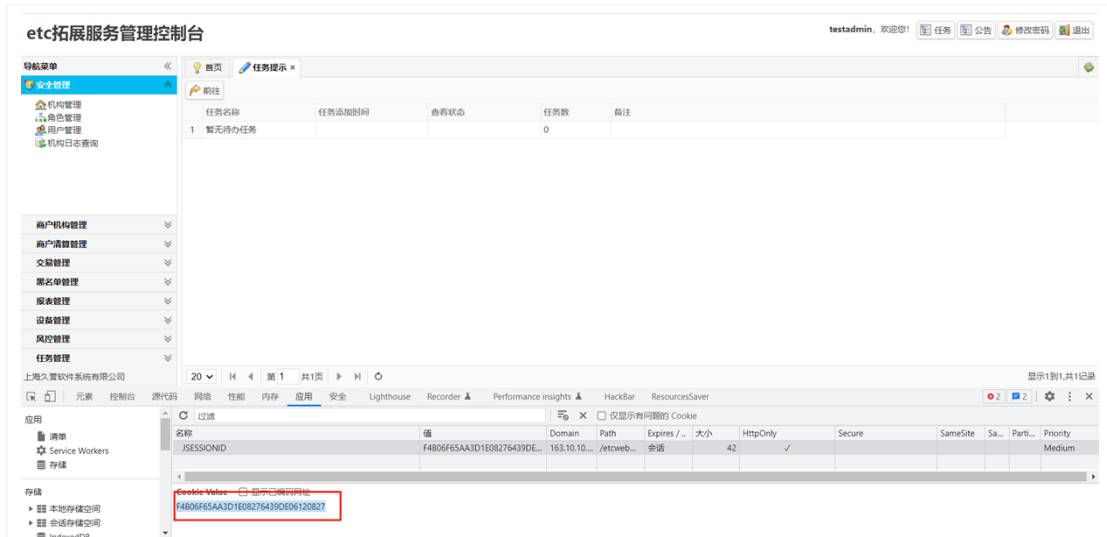 etc拓展服务管理控制台
testadmin, 欢迎您! 任务 公告 修改密码 退出
导航菜单
首页 任务提示
安全管理
前往
机构管理
角色管理
用户管理
机构日志查询
任务名称 任务添加时间 查看状态 任务数 备注
1 暂无待办任务 0
商户机构管理
商户清算管理
交易管理
黑名单管理
报表管理
设备管理
风控管理
任务管理
上海久誉软件系统有限公司
20 第 1 共1页 显示1到1,共1记录
元素 控制台 源代码 网络 性能 内存 应用 安全 Lighthouse Recorder Performance insights HackBar ResourcesSaver 2 2
应用
过滤 仅显示有问题的 Cookie
清单
Service Workers
存储
名称 值 Domain Path Expires / .. 大小 HttpOnly Secure SameSite Sa... Parti... Priority
JSESSIONID F4B06F65AA3D1E08276439DE... 163.10.10.... /etcweb... 会话 42 ✓ Medium
存储
Cookie Value 显示已编码网址
本地存储空间
F4B06F65AA3D1E08276439DE06120827
会话存储空间
IndexedDB